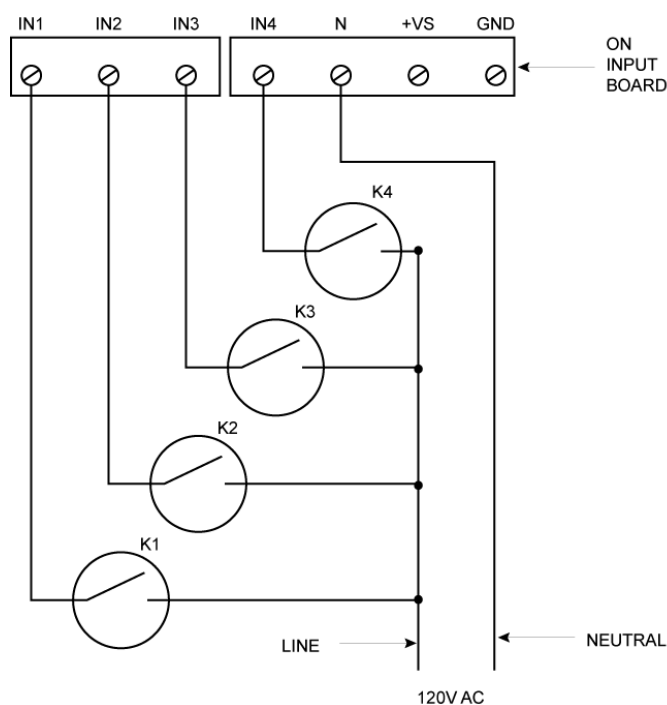 IN1 IN2 IN3 IN4 N +VS GND
ON
INPUT
BOARD
K4
K3
K2
K1
LINE
NEUTRAL
120V AC